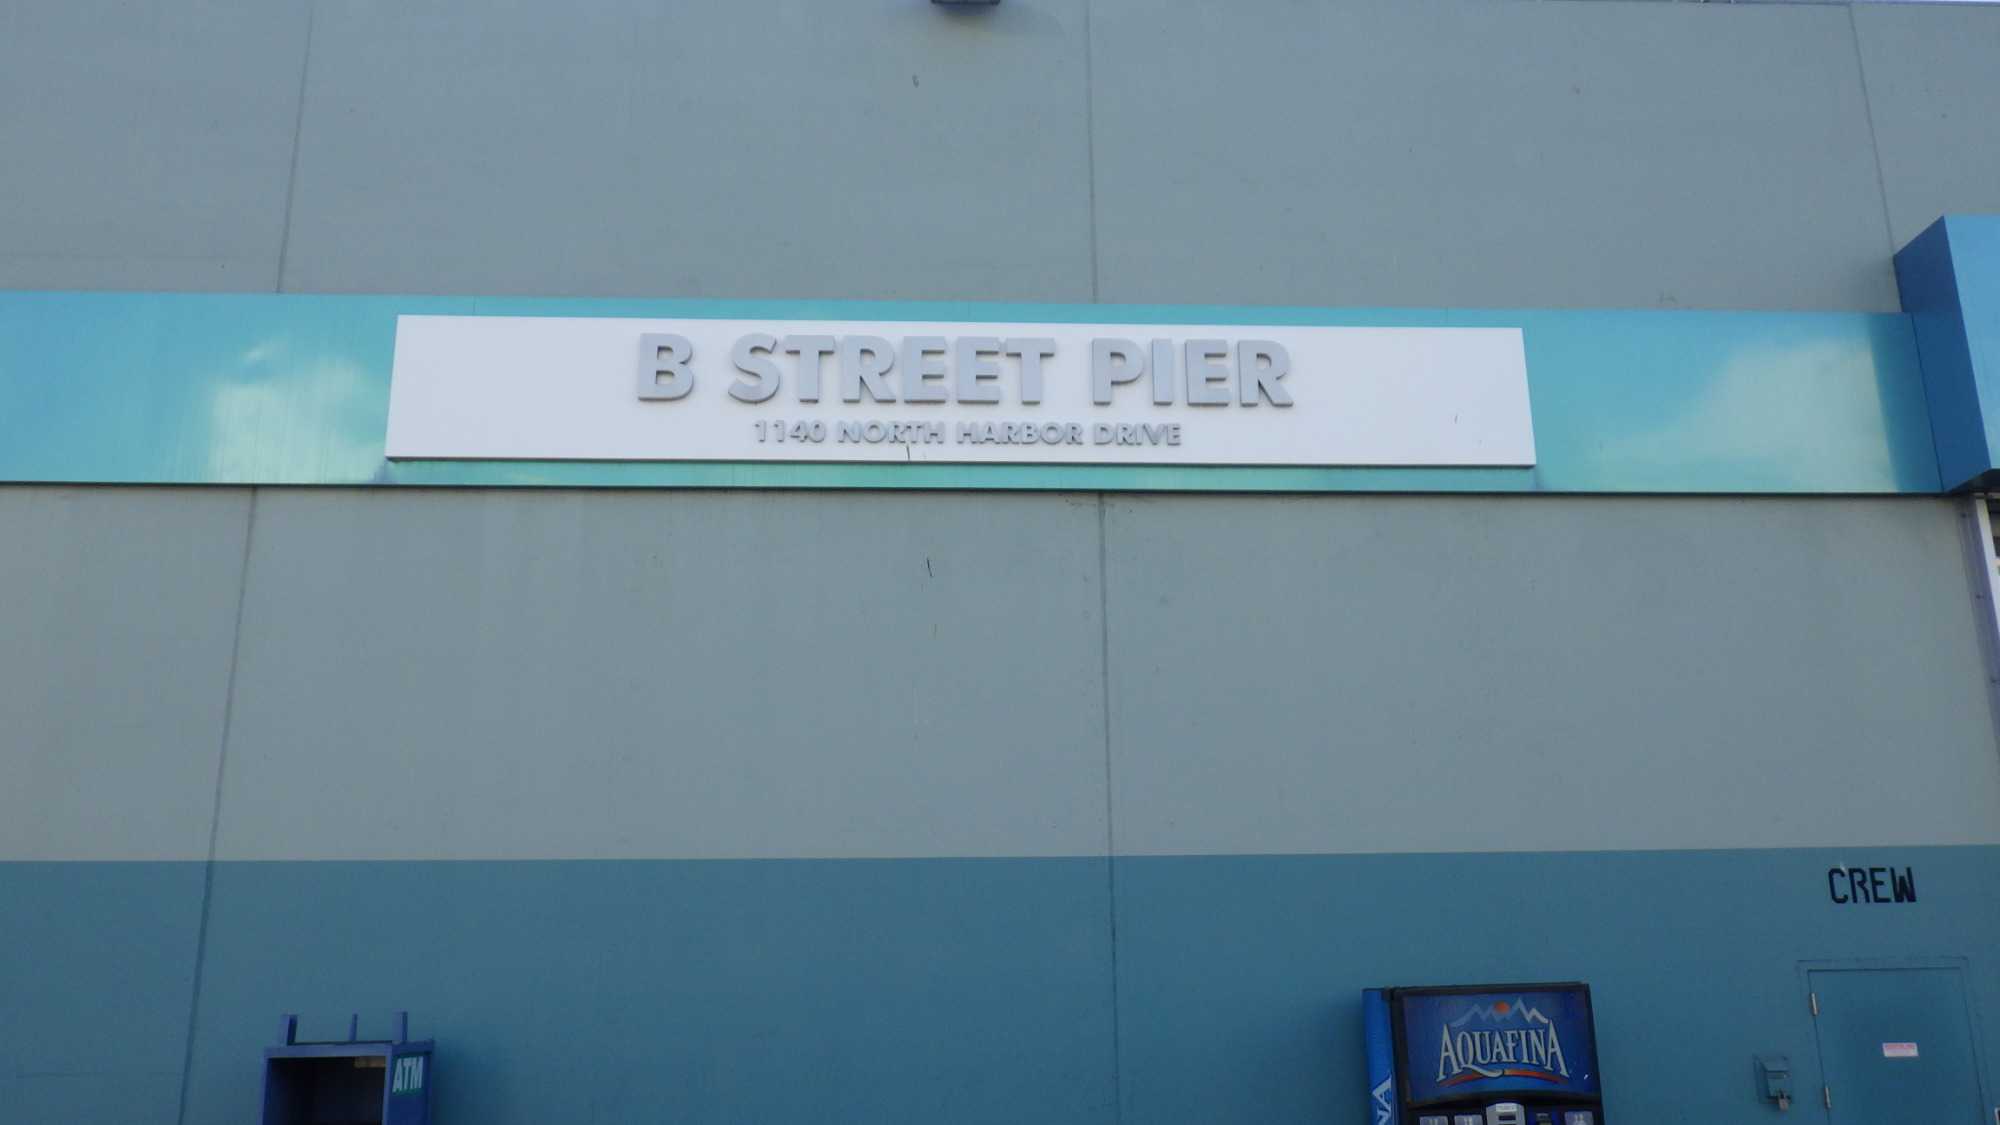 B STREET PIER
1140 NORTH HARBOR DRIVE
CREW
ATM
AQUAFINA